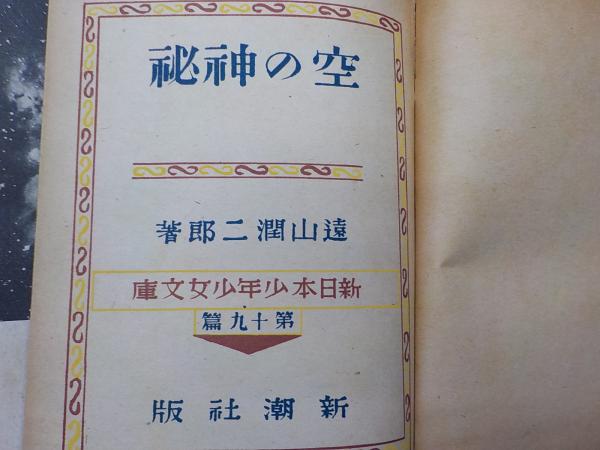 空の神祕
遠山潤二郎著
新日本少年少女文庫
第十九篇
新潮社版